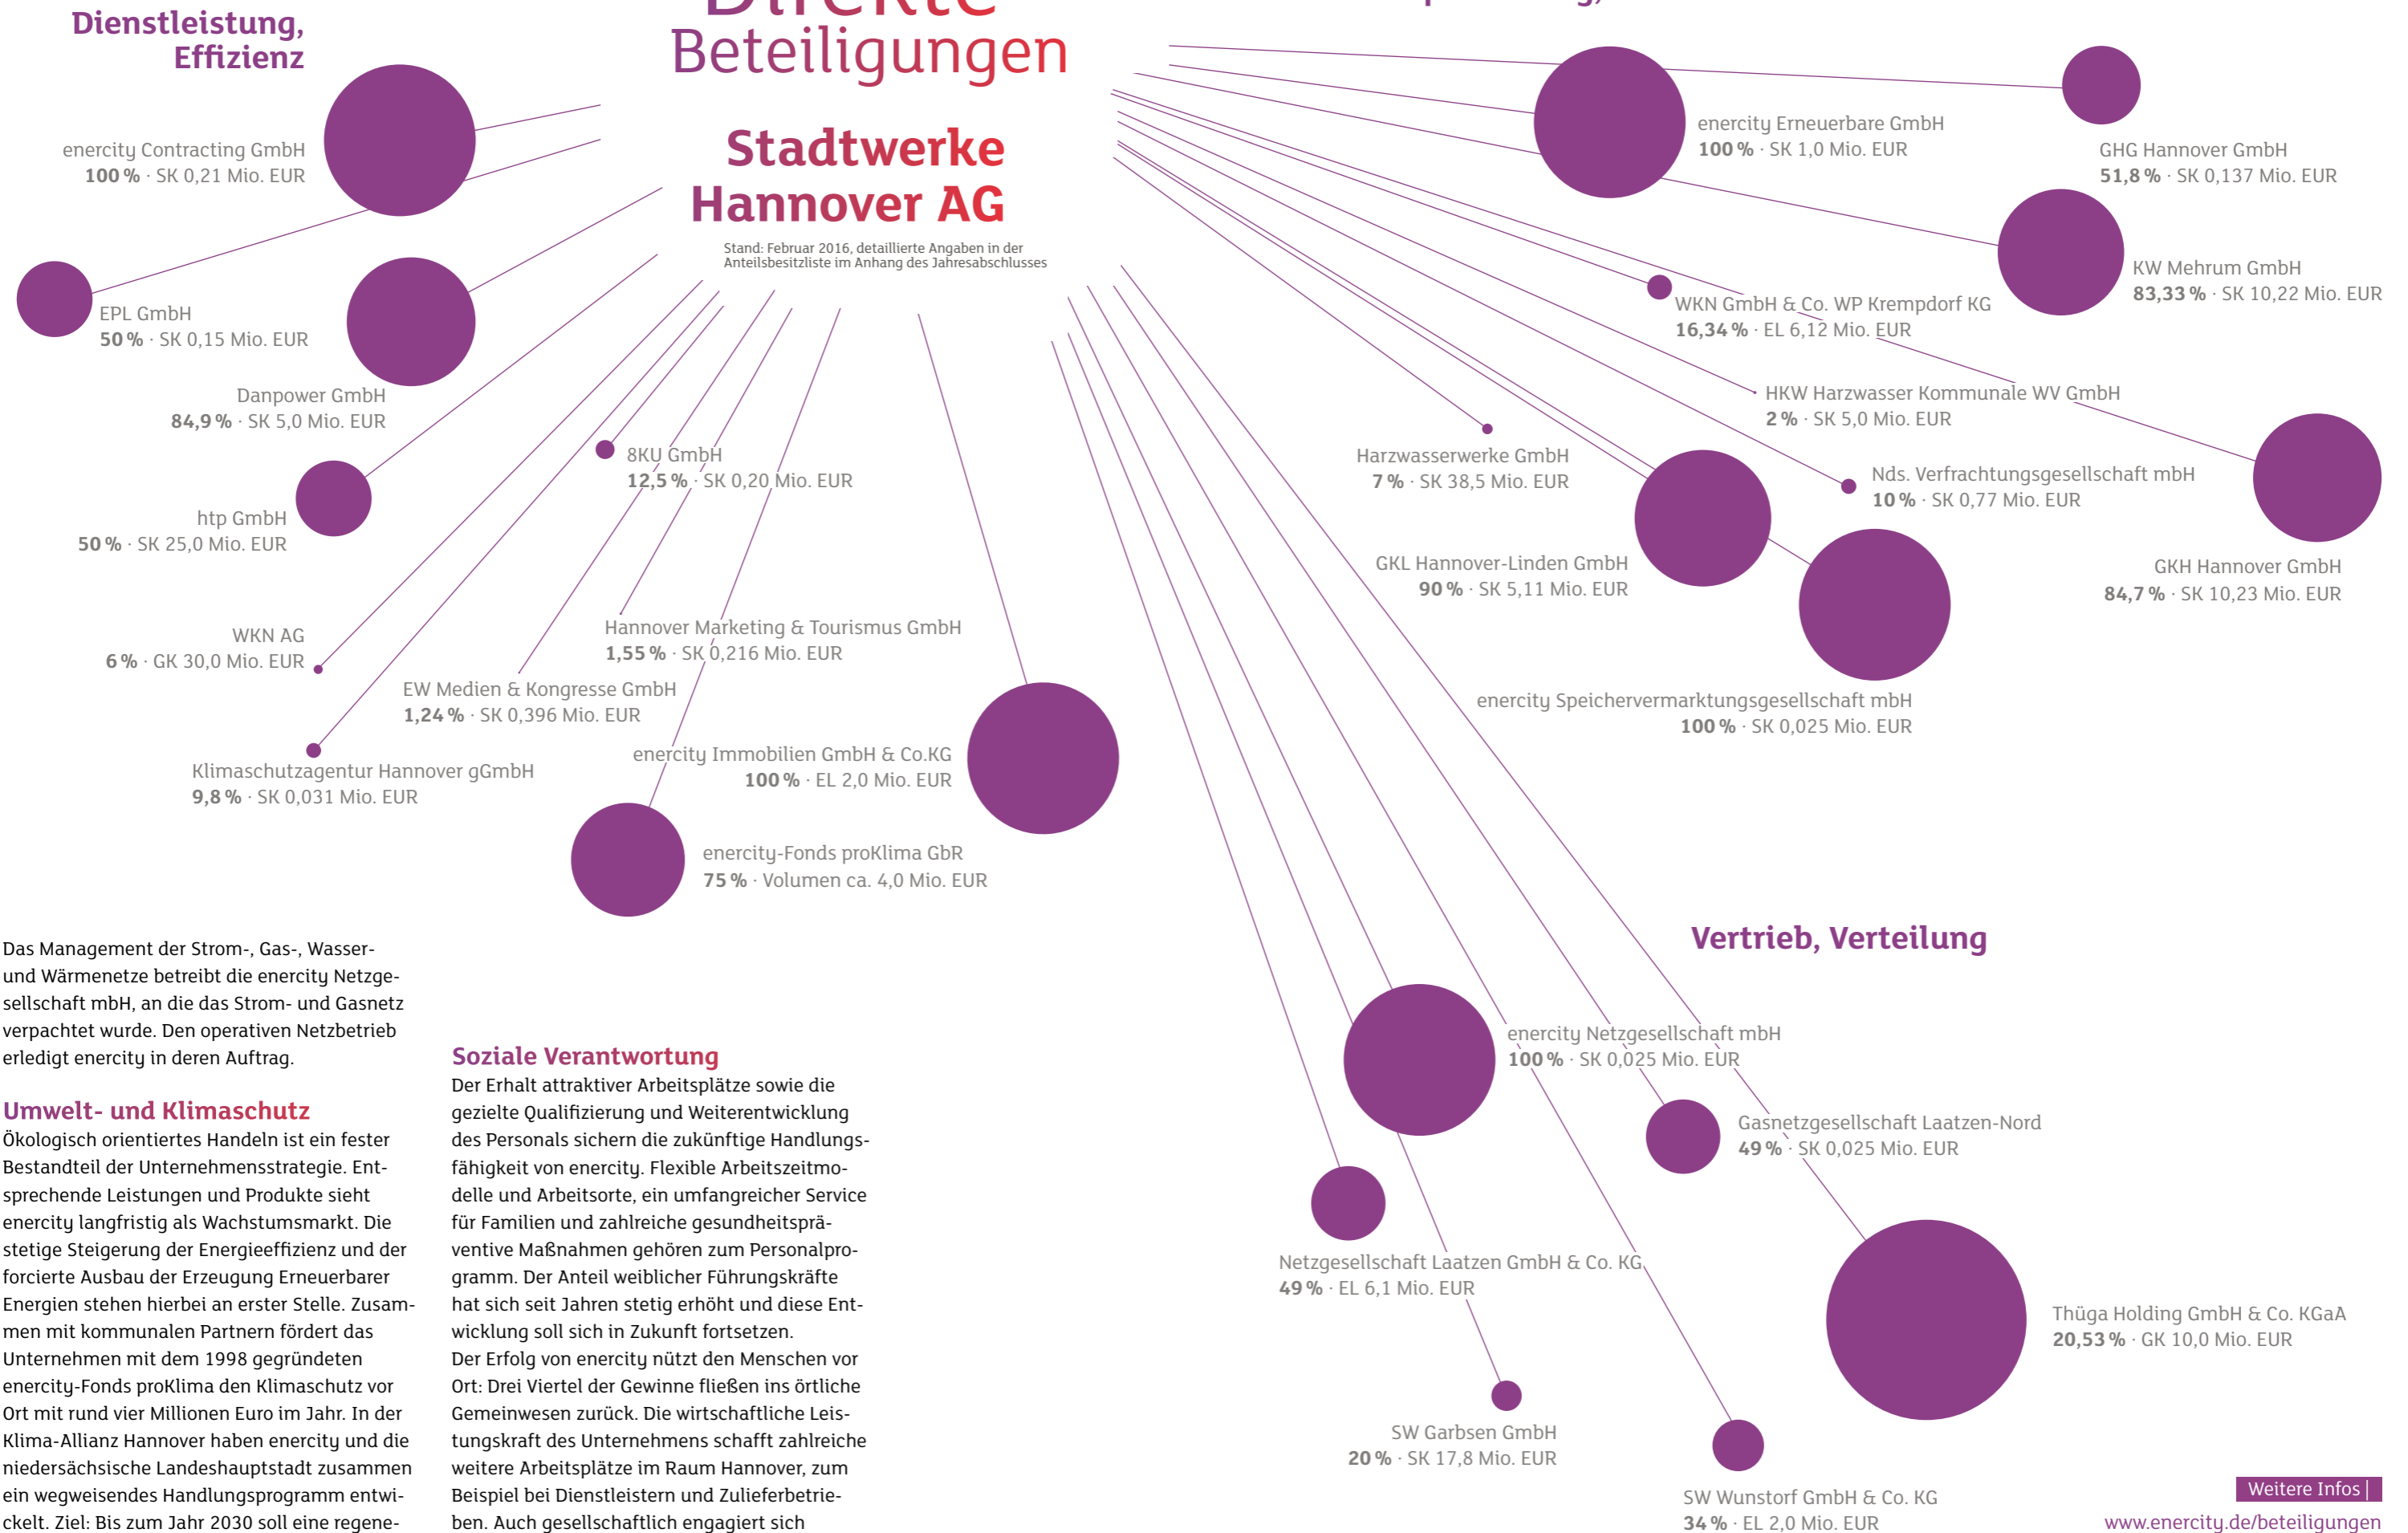 Dienstleistung,
Effizienz
Direkte
Beteiligungen
Stadtwerke
Hannover AG
Stand: Februar 2016, detaillierte Angaben in der
Anteilsbesitzliste im Anhang des Jahresabschlusses
enercity Contracting GmbH
100 % · SK 0,21 Mio. EUR
EPL GmbH
50 % · SK 0,15 Mio. EUR
Danpower GmbH
84,9 % · SK 5,0 Mio. EUR
htp GmbH
50 % · SK 25,0 Mio. EUR
8KU GmbH
12,5 % · SK 0,20 Mio. EUR
WKN AG
6 % · GK 30,0 Mio. EUR
Hannover Marketing & Tourismus GmbH
1,55 % · SK 0,216 Mio. EUR
EW Medien & Kongresse GmbH
1,24 % · SK 0,396 Mio. EUR
Klimaschutzagentur Hannover gGmbH
9,8 % · SK 0,031 Mio. EUR
enercity Immobilien GmbH & Co.KG
100 % · EL 2,0 Mio. EUR
enercity-Fonds proKlima GbR
75 % · Volumen ca. 4,0 Mio. EUR
enercity Erneuerbare GmbH
100 % · SK 1,0 Mio. EUR
GHG Hannover GmbH
51,8 % · SK 0,137 Mio. EUR
KW Mehrum GmbH
83,33 % · SK 10,22 Mio. EUR
WKN GmbH & Co. WP Krempdorf KG
16,34 % · EL 6,12 Mio. EUR
HKW Harzwasser Kommunale WV GmbH
2 % · SK 5,0 Mio. EUR
Harzwasserwerke GmbH
7 % · SK 38,5 Mio. EUR
Nds. Verfrachtungsgesellschaft mbH
10 % · SK 0,77 Mio. EUR
GKL Hannover-Linden GmbH
90 % · SK 5,11 Mio. EUR
GKH Hannover GmbH
84,7 % · SK 10,23 Mio. EUR
enercity Speichervermarktungsgesellschaft mbH
100 % · SK 0,025 Mio. EUR
Vertrieb, Verteilung
enercity Netzgesellschaft mbH
100 % · SK 0,025 Mio. EUR
Gasnetzgesellschaft Laatzen-Nord
49 % · SK 0,025 Mio. EUR
Netzgesellschaft Laatzen GmbH & Co. KG
49 % · EL 6,1 Mio. EUR
Thüga Holding GmbH & Co. KGaA
20,53 % · GK 10,0 Mio. EUR
SW Garbsen GmbH
20 % · SK 17,8 Mio. EUR
SW Wunstorf GmbH & Co. KG
34 % · EL 2,0 Mio. EUR
Das Management der Strom-, Gas-, Wasser-
und Wärmenetze betreibt die enercity Netzge-
sellschaft mbH, an die das Strom- und Gasnetz
verpachtet wurde. Den operativen Netzbetrieb
erledigt enercity in deren Auftrag.
Umwelt- und Klimaschutz
Ökologisch orientiertes Handeln ist ein fester
Bestandteil der Unternehmensstrategie. Ent-
sprechende Leistungen und Produkte sieht
enercity langfristig als Wachstumsmarkt. Die
stetige Steigerung der Energieeffizienz und der
forcierte Ausbau der Erzeugung Erneuerbarer
Energien stehen hierbei an erster Stelle. Zusam-
men mit kommunalen Partnern fördert das
Unternehmen mit dem 1998 gegründeten
enercity-Fonds proKlima den Klimaschutz vor
Ort mit rund vier Millionen Euro im Jahr. In der
Klima-Allianz Hannover haben enercity und die
niedersächsische Landeshauptstadt zusammen
ein wegweisendes Handlungsprogramm entwi-
ckelt. Ziel: Bis zum Jahr 2030 soll eine regene-
Soziale Verantwortung
Der Erhalt attraktiver Arbeitsplätze sowie die
gezielte Qualifizierung und Weiterentwicklung
des Personals sichern die zukünftige Handlungs-
fähigkeit von enercity. Flexible Arbeitszeitmo-
delle und Arbeitsorte, ein umfangreicher Service
für Familien und zahlreiche gesundheitsprä-
ventive Maßnahmen gehören zum Personalpro-
gramm. Der Anteil weiblicher Führungskräfte
hat sich seit Jahren stetig erhöht und diese Ent-
wicklung soll sich in Zukunft fortsetzen.
Der Erfolg von enercity nützt den Menschen vor
Ort: Drei Viertel der Gewinne fließen ins örtliche
Gemeinwesen zurück. Die wirtschaftliche Leis-
tungskraft des Unternehmens schafft zahlreiche
weitere Arbeitsplätze im Raum Hannover, zum
Beispiel bei Dienstleistern und Zulieferbetrie-
ben. Auch gesellschaftlich engagiert sich
Weitere Infos |
www.enercity.de/beteiligungen